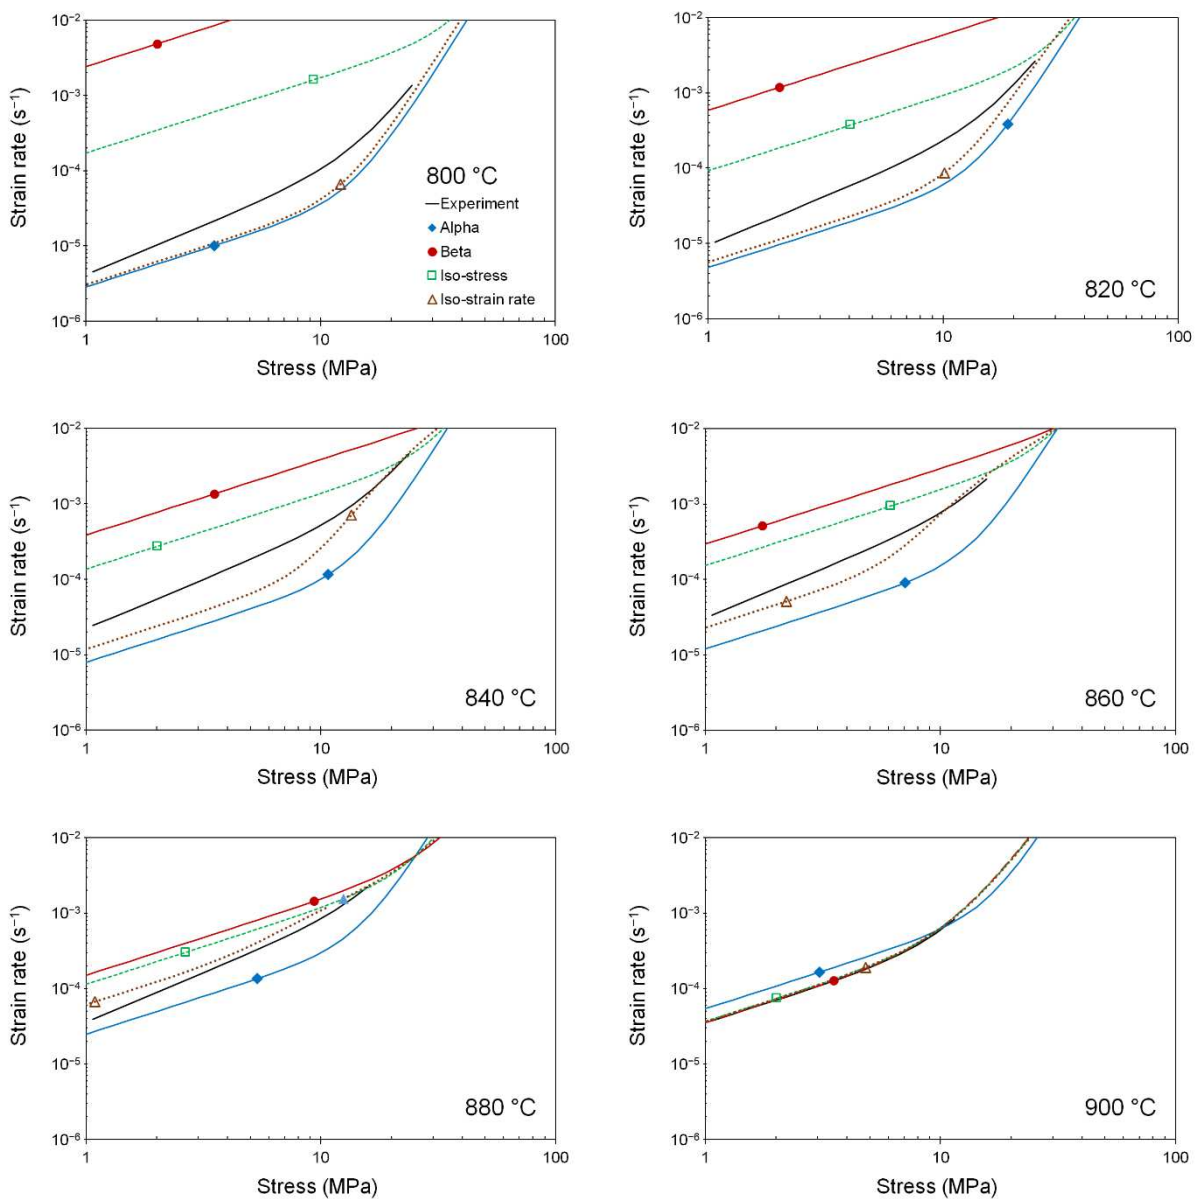 10⁻²
10⁻³
10⁻⁴
10⁻⁵
10⁻⁶
Strain rate (s⁻¹)
800 °C
Experiment
Alpha
Beta
Iso-stress
Iso-strain rate
1 10 100
Stress (MPa)
10⁻²
10⁻³
10⁻⁴
10⁻⁵
10⁻⁶
Strain rate (s⁻¹)
820 °C
1 10 100
Stress (MPa)
10⁻²
10⁻³
10⁻⁴
10⁻⁵
10⁻⁶
Strain rate (s⁻¹)
840 °C
1 10 100
Stress (MPa)
10⁻²
10⁻³
10⁻⁴
10⁻⁵
10⁻⁶
Strain rate (s⁻¹)
860 °C
1 10 100
Stress (MPa)
10⁻²
10⁻³
10⁻⁴
10⁻⁵
10⁻⁶
Strain rate (s⁻¹)
880 °C
1 10 100
Stress (MPa)
10⁻²
10⁻³
10⁻⁴
10⁻⁵
10⁻⁶
Strain rate (s⁻¹)
900 °C
1 10 100
Stress (MPa)